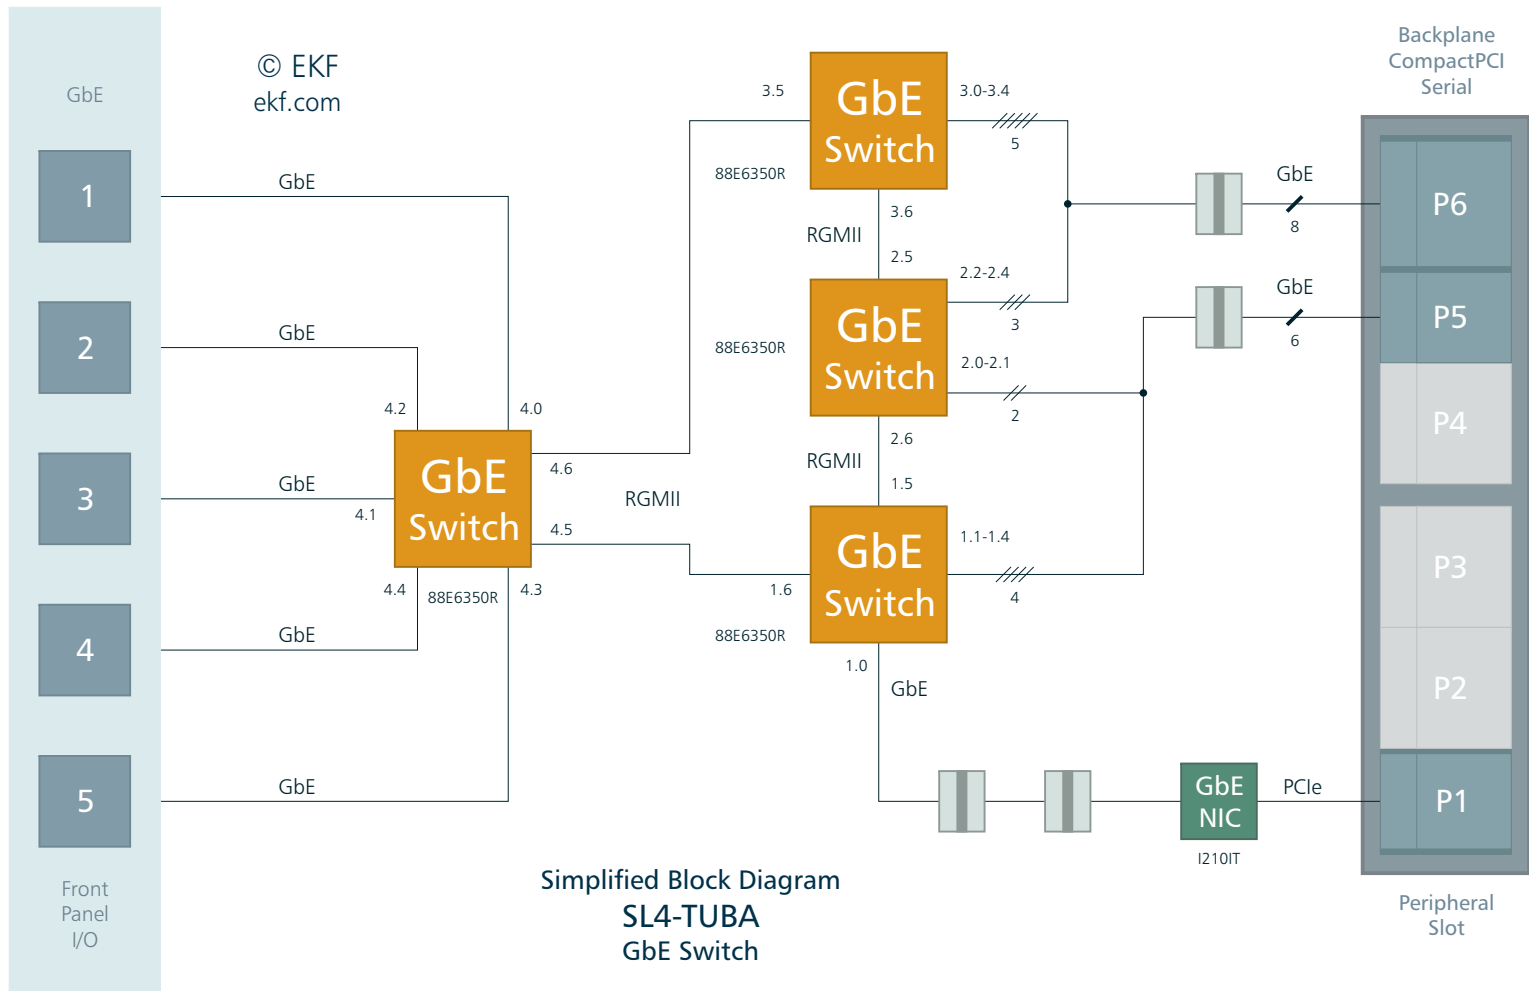 © EKF
ekf.com
GbE
1
2
3
4
5
Front
Panel
I/O
GbE
GbE
GbE
GbE
GbE
4.2
4.0
4.1
4.4
4.3
4.6
4.5
GbE
Switch
88E6350R
RGMII
3.5
GbE
Switch
88E6350R
3.0-3.4
5
3.6
RGMII
2.5
GbE
Switch
88E6350R
2.2-2.4
3
2.0-2.1
2
2.6
RGMII
1.5
GbE
Switch
88E6350R
1.6
1.1-1.4
4
1.0
GbE
GbE
8
GbE
6
GbE
NIC
I210IT
PCIe
Backplane
CompactPCI
Serial
P6
P5
P4
P3
P2
P1
Peripheral
Slot
Simplified Block Diagram
SL4-TUBA
GbE Switch